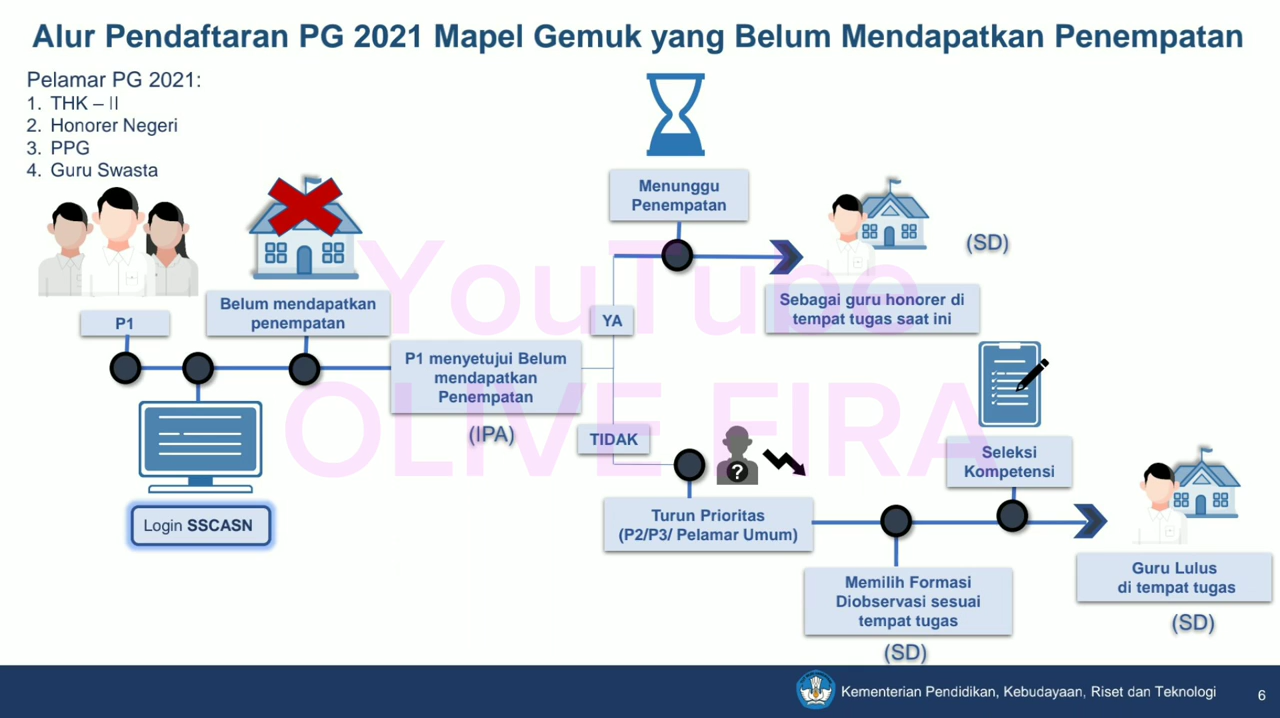 Alur Pendaftaran PG 2021 Mapel Gemuk yang Belum Mendapatkan Penempatan
Pelamar PG 2021:
1. THK – II
2. Honorer Negeri
3. PPG
4. Guru Swasta
P1
Belum mendapatkan
penempatan
Login SSCASN
P1 menyetujui Belum
mendapatkan
Penempatan
(IPA)
YA
Menunggu
Penempatan
Sebagai guru honorer di
tempat tugas saat ini
(SD)
TIDAK
?
Turun Prioritas
(P2/P3/ Pelamar Umum)
Memilih Formasi
Diobservasi sesuai
tempat tugas
(SD)
Seleksi
Kompetensi
Guru Lulus
di tempat tugas
(SD)
YouTube
OLIVE FIRA
Kementerian Pendidikan, Kebudayaan, Riset dan Teknologi
6